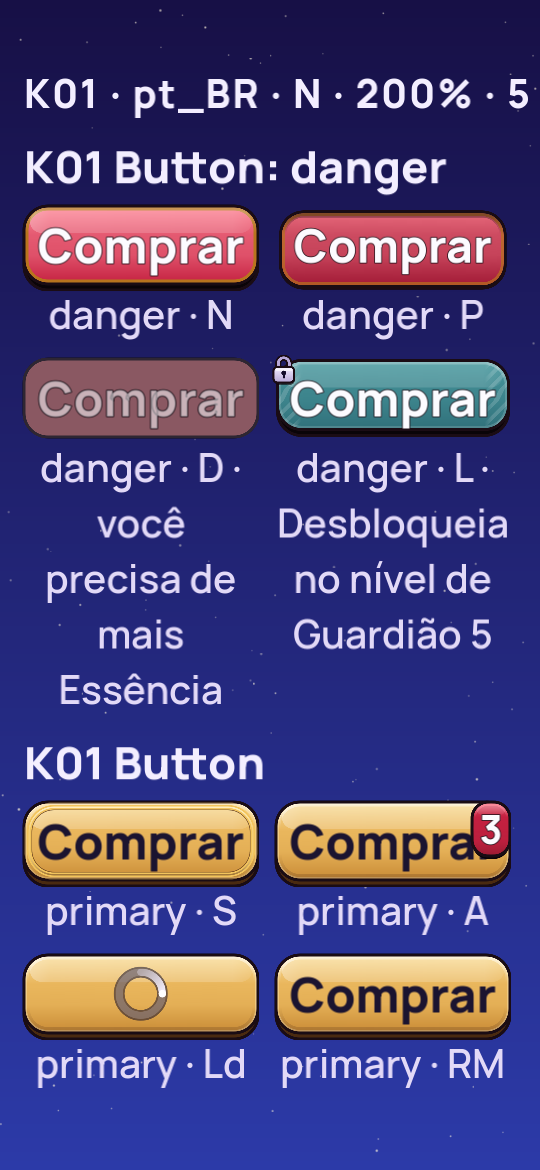 K01 · pt_BR · N · 200% · 5
K01 Button: danger
Comprar
Comprar
danger · N
danger · P
Comprar
Comprar
danger · D ·
você
precisa de
mais
Essência
danger · L ·
Desbloqueia
no nível de
Guardião 5
K01 Button
Comprar
Compra
3
primary · S
primary · A
Comprar
primary · Ld
primary · RM